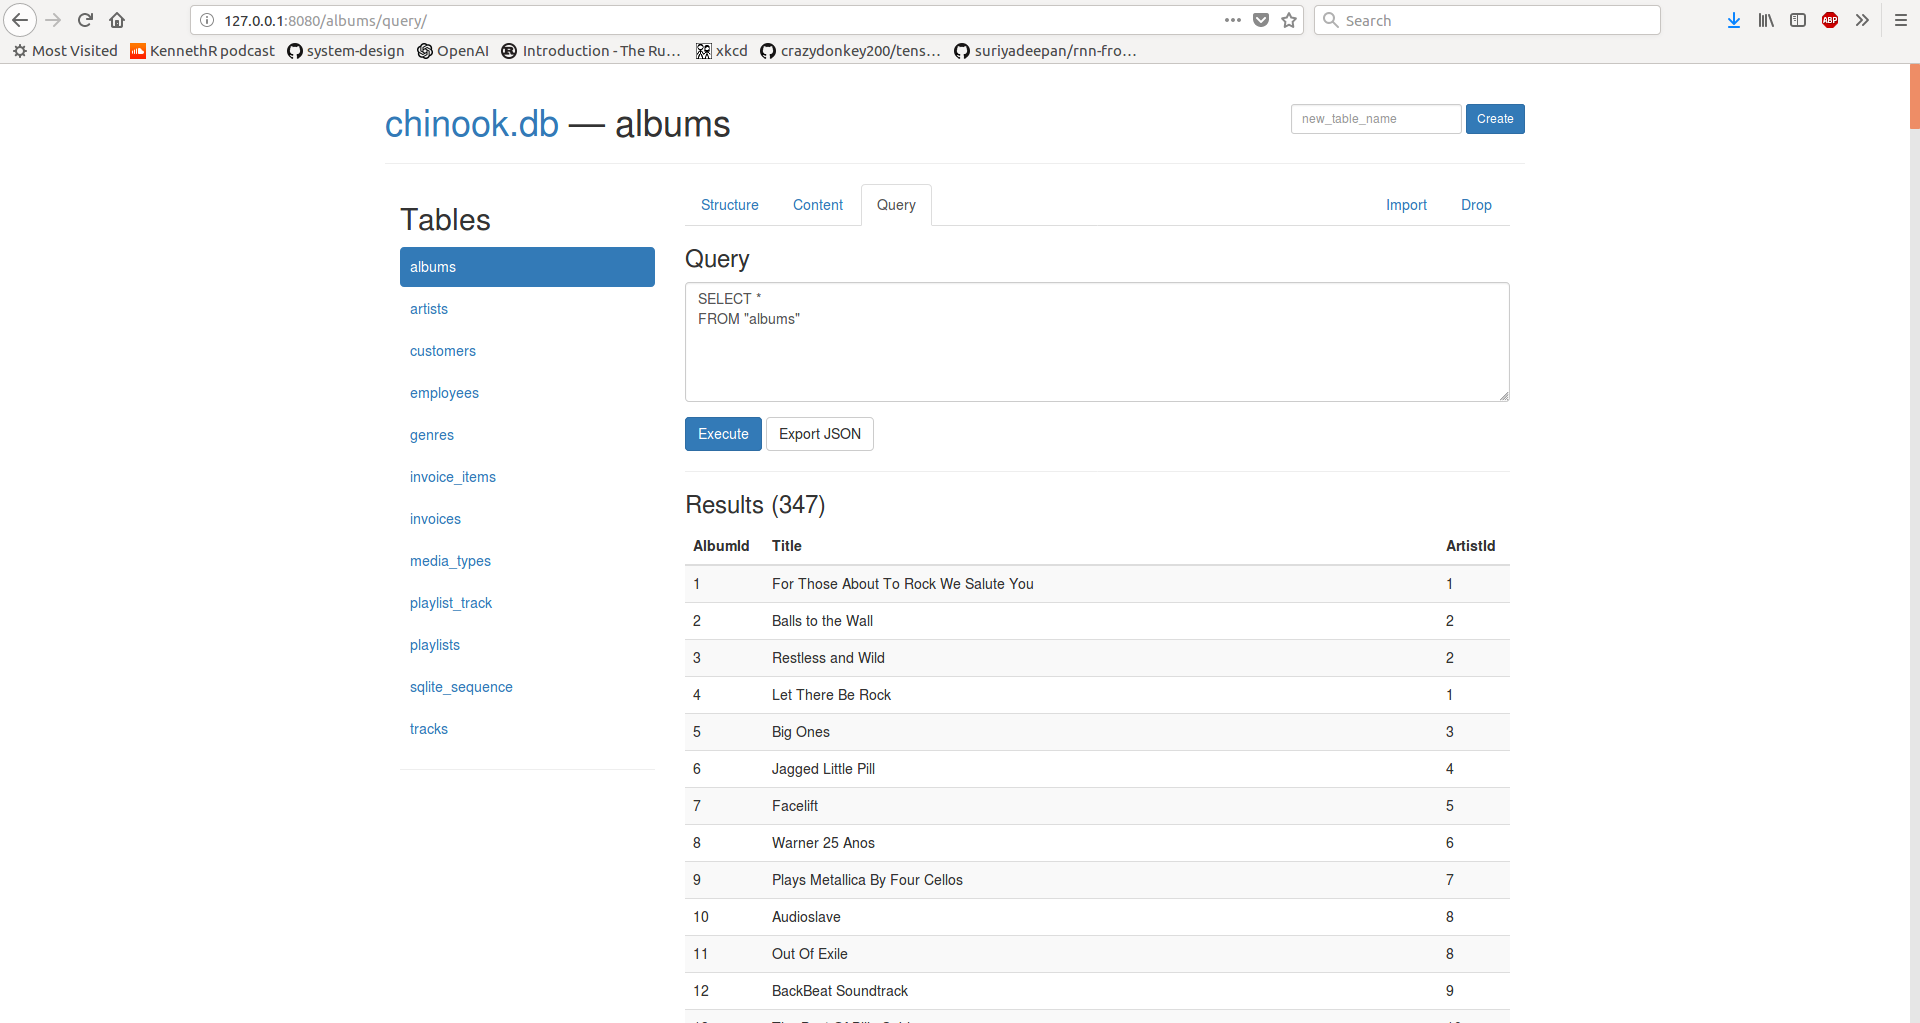 127.0.0.1:8080/albums/query/
Search
ABP
Most Visited
KennethR podcast
system-design
OpenAI
Introduction - The Ru…
xkcd
crazydonkey200/tens…
suriyadeepan/rnn-fro…
chinook.db — albums
new_table_name
Create
Tables
albums
artists
customers
employees
genres
invoice_items
invoices
media_types
playlist_track
playlists
sqlite_sequence
tracks
Structure
Content
Query
Import
Drop
Query
SELECT *
FROM "albums"
Execute
Export JSON
Results (347)
AlbumId Title ArtistId
1 For Those About To Rock We Salute You 1
2 Balls to the Wall 2
3 Restless and Wild 2
4 Let There Be Rock 1
5 Big Ones 3
6 Jagged Little Pill 4
7 Facelift 5
8 Warner 25 Anos 6
9 Plays Metallica By Four Cellos 7
10 Audioslave 8
11 Out Of Exile 8
12 BackBeat Soundtrack 9